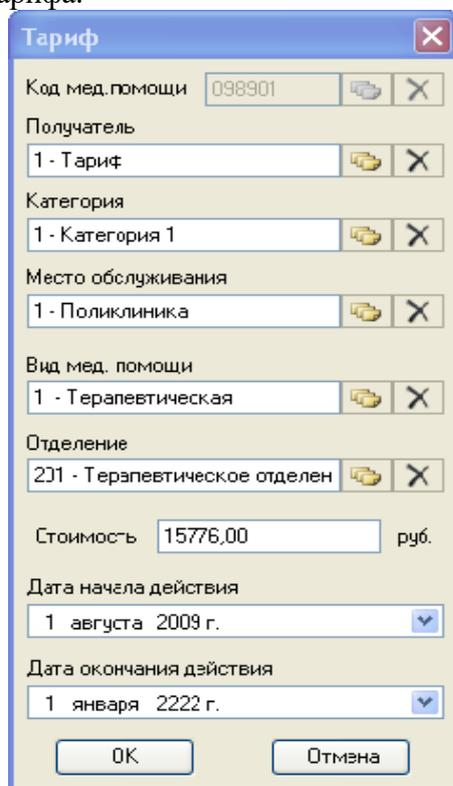 арифа.
Тариф
Код мед.помощи 098901
Получатель
1 - Тариф
Категория
1 - Категория 1
Место обслуживания
1 - Поликлиника
Вид мед. помощи
1 - Терапевтическая
Отделение
201 - Терапевтическое отделен
Стоимость 15776,00 руб.
Дата начала действия
1 августа 2009 г.
Дата окончания действия
1 января 2222 г.
OK Отмена